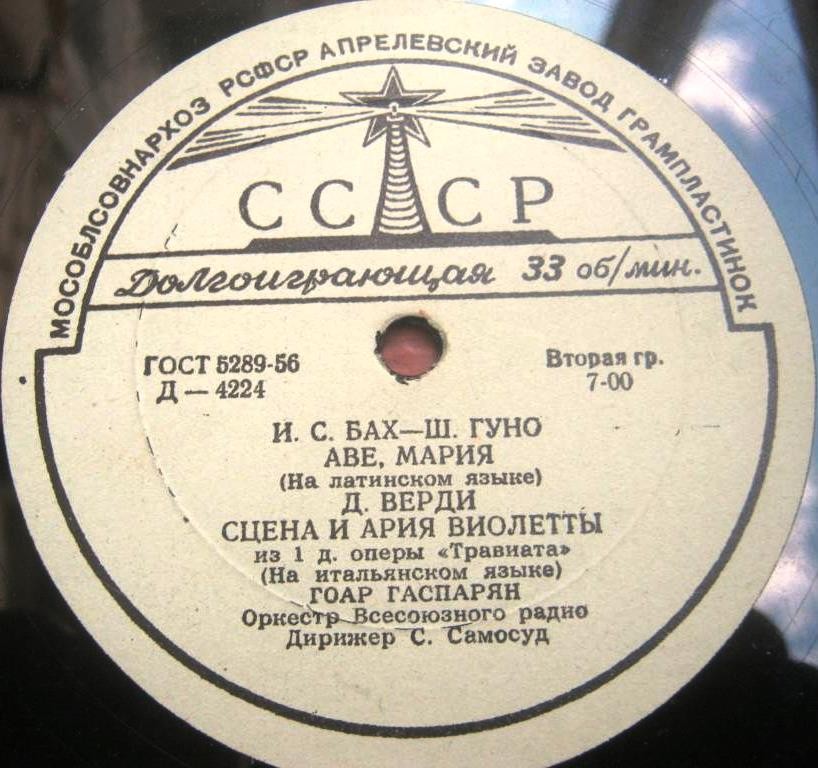 МОСОБЛСОВНАРХОЗ РСФСР АПРЕЛЕВСКИЙ ЗАВОД ГРАМПЛАСТИНОК
СССР
Долгоиграющая 33 об/мин.
ГОСТ 5289-56
Д — 4224
Вторая гр.
7-00
И. С. БАХ—Ш. ГУНО
АВЕ, МАРИЯ
(На латинском языке)
Д. ВЕРДИ
СЦЕНА И АРИЯ ВИОЛЕТТЫ
из 1 д. оперы «Травиата»
(На итальянском языке)
ГОАР ГАСПАРЯН
Оркестр Всесоюзного радио
Дирижер С. Самосуд